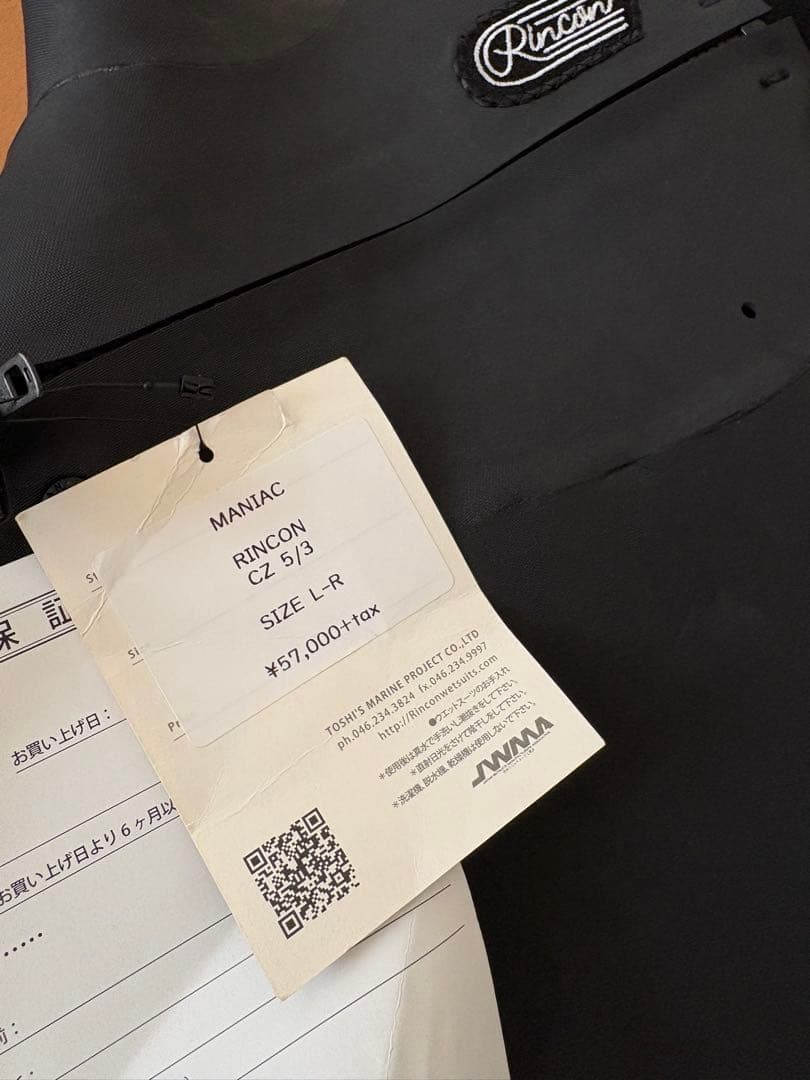 Rincon
MANIAC
RINCON
CZ 5/3
SIZE L-R
¥57,000+tax
TOSHI'S MARINE PROJECT CO.,LTD
ph.046.234.3824 fx.046.234.9997
http://Rinconwetsuits.com
●ウエットスーツのお手入れ
*使用後は真水で手洗いし潮抜きをして下さい。
*直射日光をさけて陰干しをして下さい。
*洗濯機、脱水機、乾燥機は使用しないで下さい。
JWMA
保 証
お買い上げ日：
お買い上げ日より6ヶ月以
前：